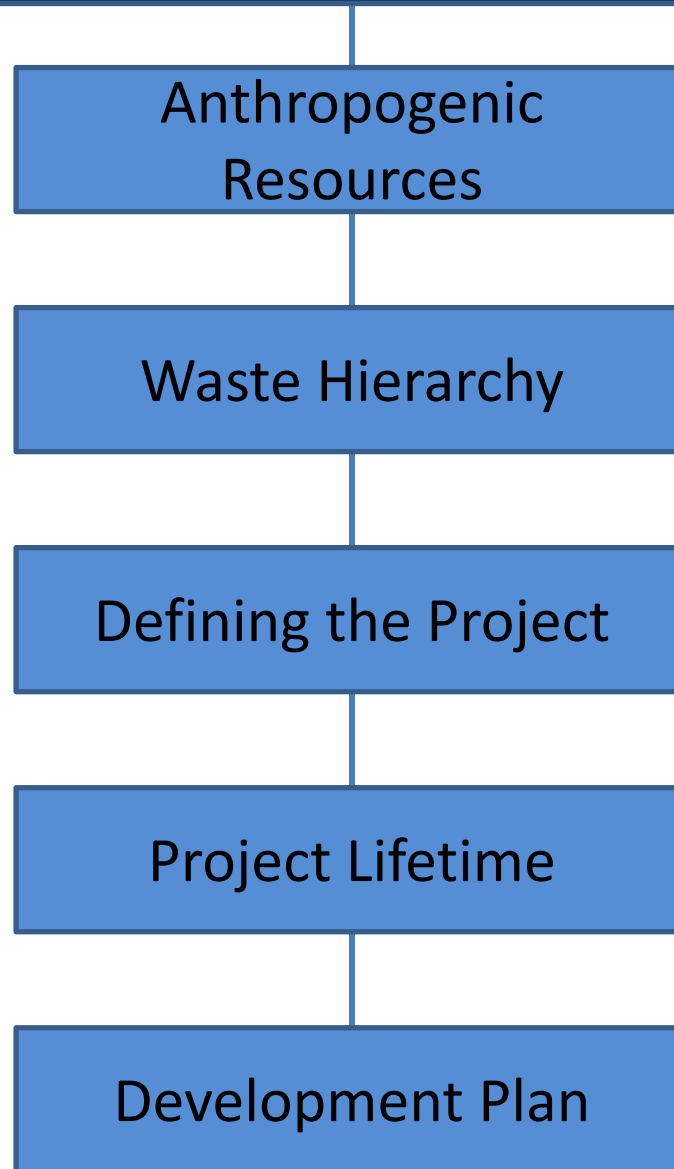 Anthropogenic
Resources
Waste Hierarchy
Defining the Project
Project Lifetime
Development Plan